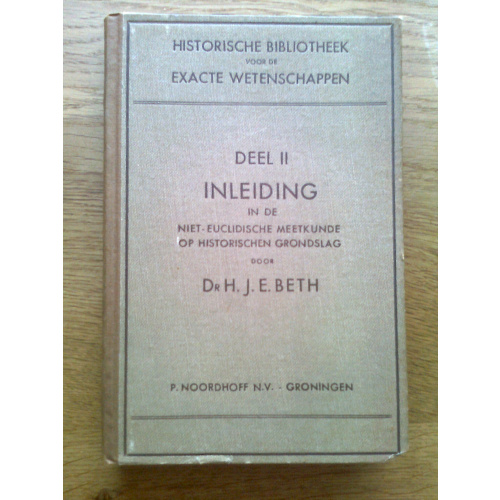 HISTORISCHE BIBLIOTHEEK
VOOR DE
EXACTE WETENSCHAPPEN
DEEL II
INLEIDING
IN DE
NIET-EUCLIDISCHE MEETKUNDE
OP HISTORISCHEN GRONDSLAG
DOOR
DR H. J. E. BETH
P. NOORDHOFF N.V. - GRONINGEN